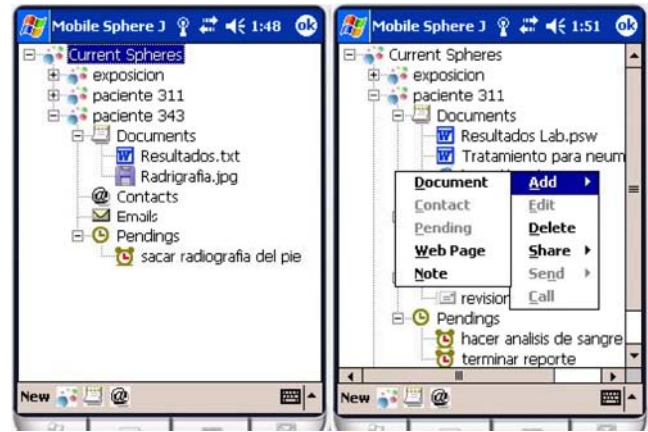 Mobile Sphere J 1:48 ok
Current Spheres
exposicion
paciente 311
paciente 343
Documents
Resultados.txt
Radrigrafia.jpg
Contacts
Emails
Pendings
sacar radiografia del pie
New
Mobile Sphere J 1:51 ok
Current Spheres
exposicion
paciente 311
Documents
Resultados Lab.psw
Tratamiento para neum
Document
Contact
Pending
Web Page
Note
Add
Edit
Delete
Share
Send
Call
revision
Pendings
hacer analisis de sangre
terminar reporte
New